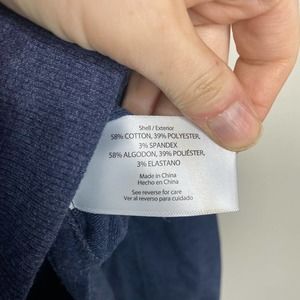 Shell / Exterior
58% COTTON, 39% POLYESTER,
3% SPANDEX
58% ALGODON, 39% POLIÉSTER,
3% ELASTANO
Made in China
Hecho en China
See reverse for care
Ver al reverso para cuidado